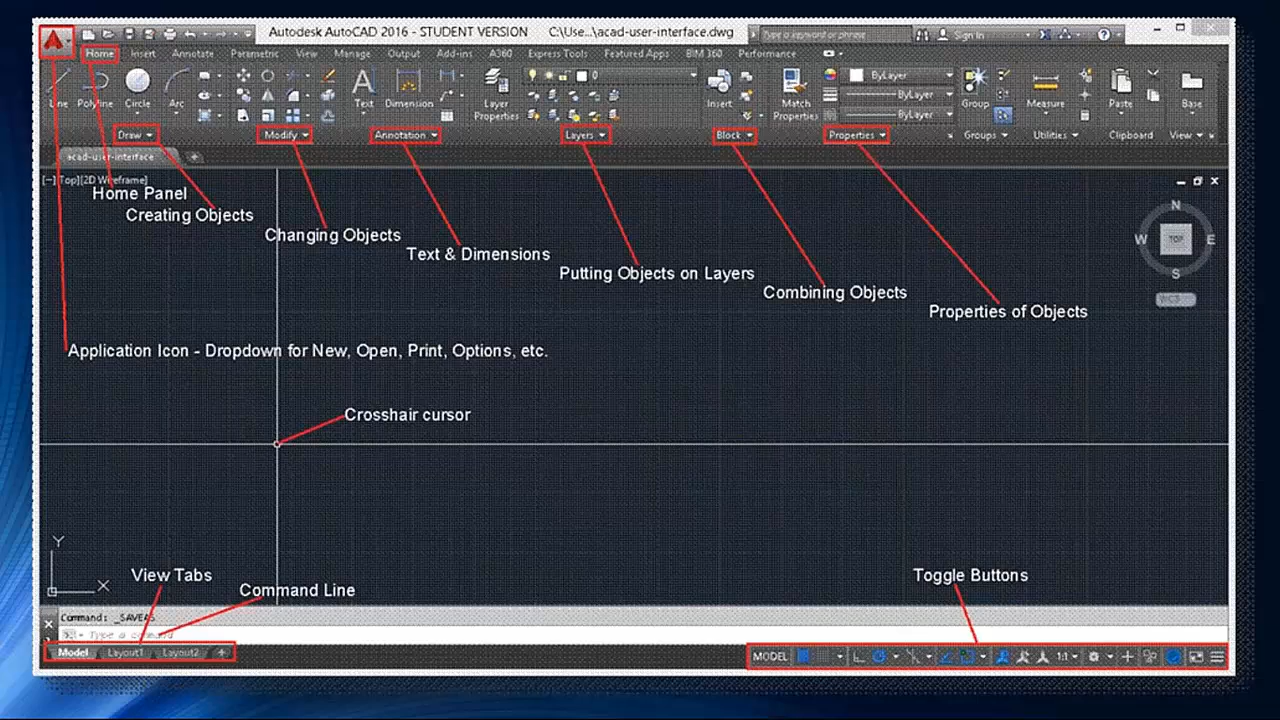 Autodesk AutoCAD 2016 - STUDENT VERSION C:\Use...\acad-user-interface.dwg Type a keyword or phrase Sign In
Home Insert Annotate Parametric View Manage Output Add-ins A360 Express Tools Featured Apps BIM 360 Performance
0
ByLayer
ByLayer
ByLayer
Line Polyline Circle Arc Text Dimension Layer Properties Insert Match Properties Group Measure Paste Base
Draw Modify Annotation Layers Block Properties Groups Utilities Clipboard View
acad-user-interface
[−][Top][2D Wireframe]
Home Panel
Creating Objects
Changing Objects
Text & Dimensions
Putting Objects on Layers
Combining Objects
Properties of Objects
N
W TOP E
S
WCS
Application Icon - Dropdown for New, Open, Print, Options, etc.
Crosshair cursor
Y
X
View Tabs
Command Line
Toggle Buttons
Command: _SAVEAS
Type a command
Model Layout1 Layout2 +
MODEL 1:1